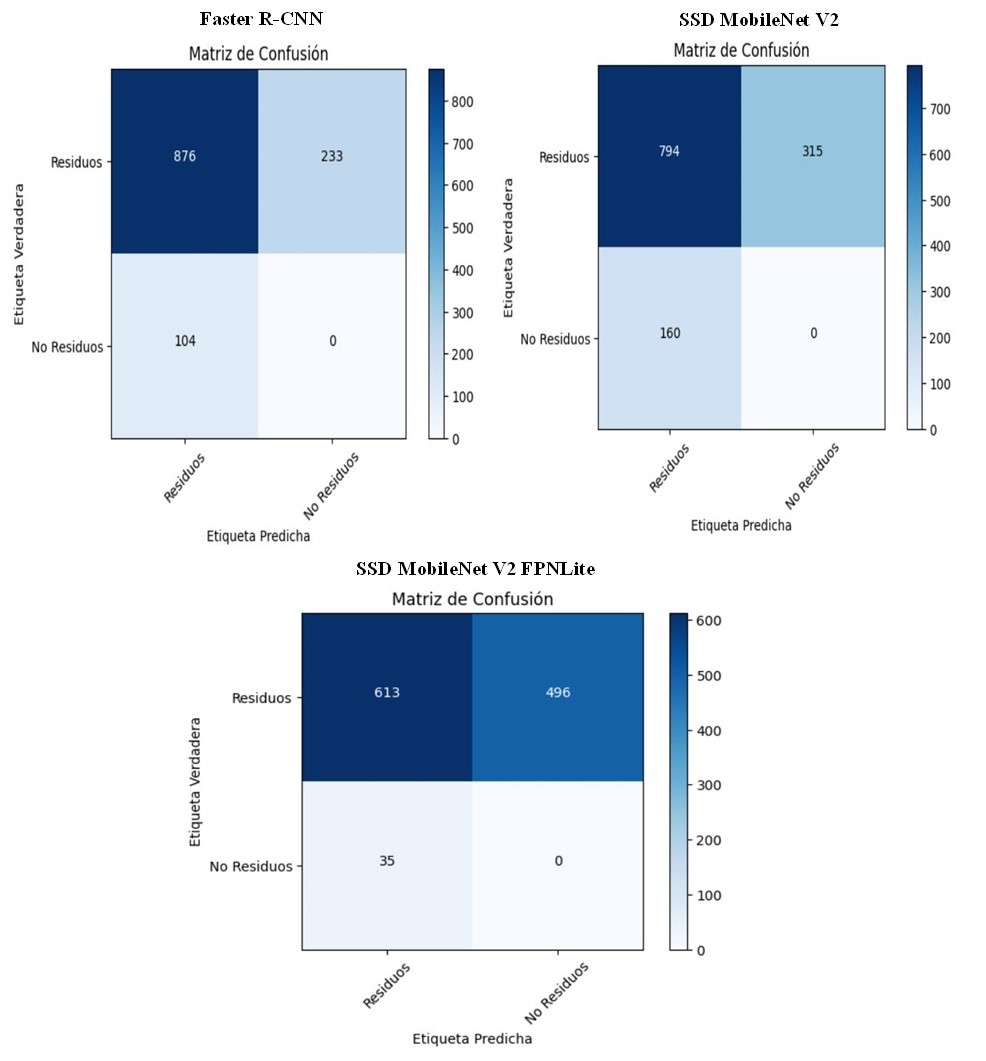 Faster R-CNN
Matriz de Confusión
Etiqueta Verdadera
Residuos
876
233
No Residuos
104
0
800
700
600
500
400
300
200
100
0
Residuos
No Residuos
Etiqueta Predicha
SSD MobileNet V2
Matriz de Confusión
Etiqueta Verdadera
Residuos
794
315
No Residuos
160
0
700
600
500
400
300
200
100
0
Residuos
No Residuos
Etiqueta Predicha
SSD MobileNet V2 FPNLite
Matriz de Confusión
Etiqueta Verdadera
Residuos
613
496
No Residuos
35
0
600
500
400
300
200
100
0
Residuos
No Residuos
Etiqueta Predicha